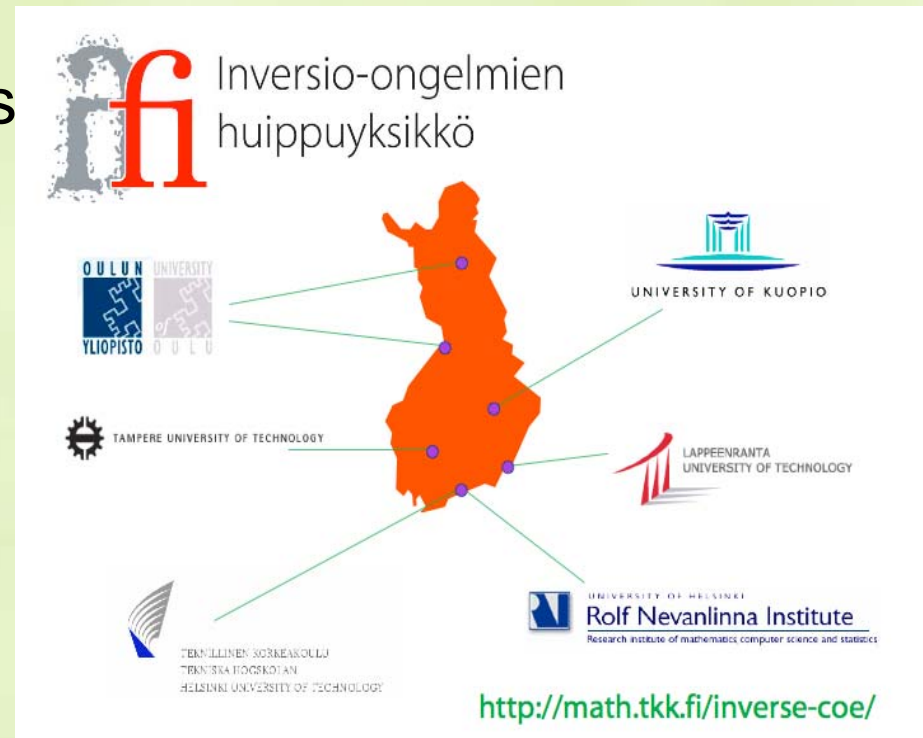 s
fi
Inversio-ongelmien
huippuyksikkö
OULUN UNIVERSITY
of
YLIOPISTO OULU
UNIVERSITY OF KUOPIO
TAMPERE UNIVERSITY OF TECHNOLOGY
LAPPEENRANTA
UNIVERSITY OF TECHNOLOGY
TEKNILLINEN KORKEAKOULU
TEKNISKA HÖGSKOLAN
HELSINKI UNIVERSITY OF TECHNOLOGY
UNIVERSITY OF HELSINKI
Rolf Nevanlinna Institute
Research institute of mathematics, computer science and statistics
http://math.tkk.fi/inverse-coe/